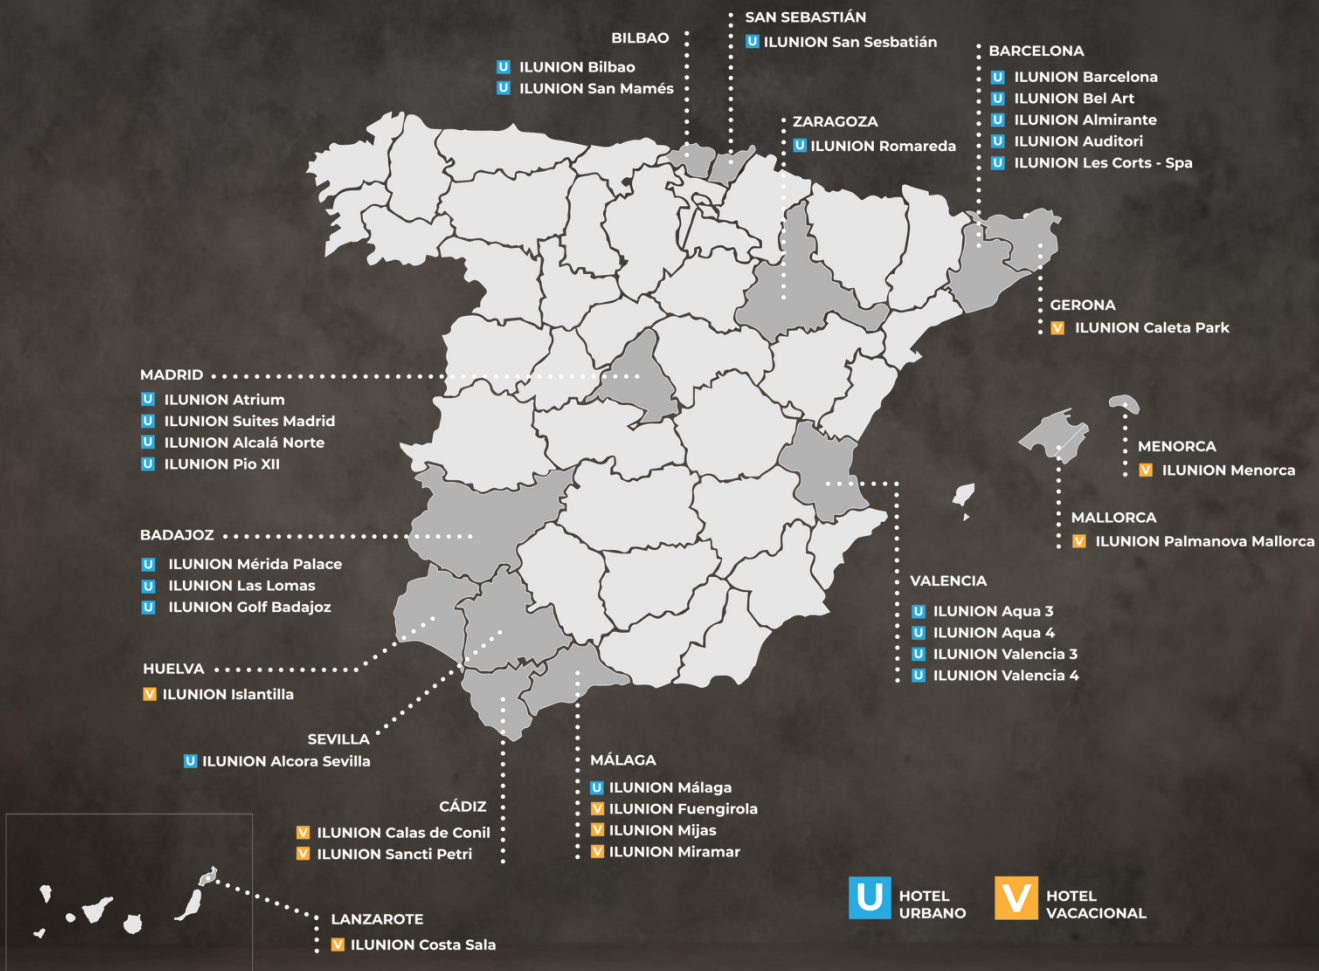 SAN SEBASTIÁN
U ILUNION San Sesbatián
BILBAO
U ILUNION Bilbao
U ILUNION San Mamés
BARCELONA
U ILUNION Barcelona
U ILUNION Bel Art
U ILUNION Almirante
U ILUNION Auditori
U ILUNION Les Corts - Spa
ZARAGOZA
U ILUNION Romareda
GERONA
V ILUNION Caleta Park
MADRID
U ILUNION Atrium
U ILUNION Suites Madrid
U ILUNION Alcalá Norte
U ILUNION Pio XII
MENORCA
V ILUNION Menorca
MALLORCA
V ILUNION Palmanova Mallorca
BADAJOZ
U ILUNION Mérida Palace
U ILUNION Las Lomas
U ILUNION Golf Badajoz
VALENCIA
U ILUNION Aqua 3
U ILUNION Aqua 4
U ILUNION Valencia 3
U ILUNION Valencia 4
HUELVA
V ILUNION Islantilla
SEVILLA
U ILUNION Alcora Sevilla
MÁLAGA
U ILUNION Málaga
V ILUNION Fuengirola
V ILUNION Mijas
V ILUNION Miramar
CÁDIZ
V ILUNION Calas de Conil
V ILUNION Sancti Petri
LANZAROTE
V ILUNION Costa Sala
U HOTEL
URBANO
V HOTEL
VACACIONAL